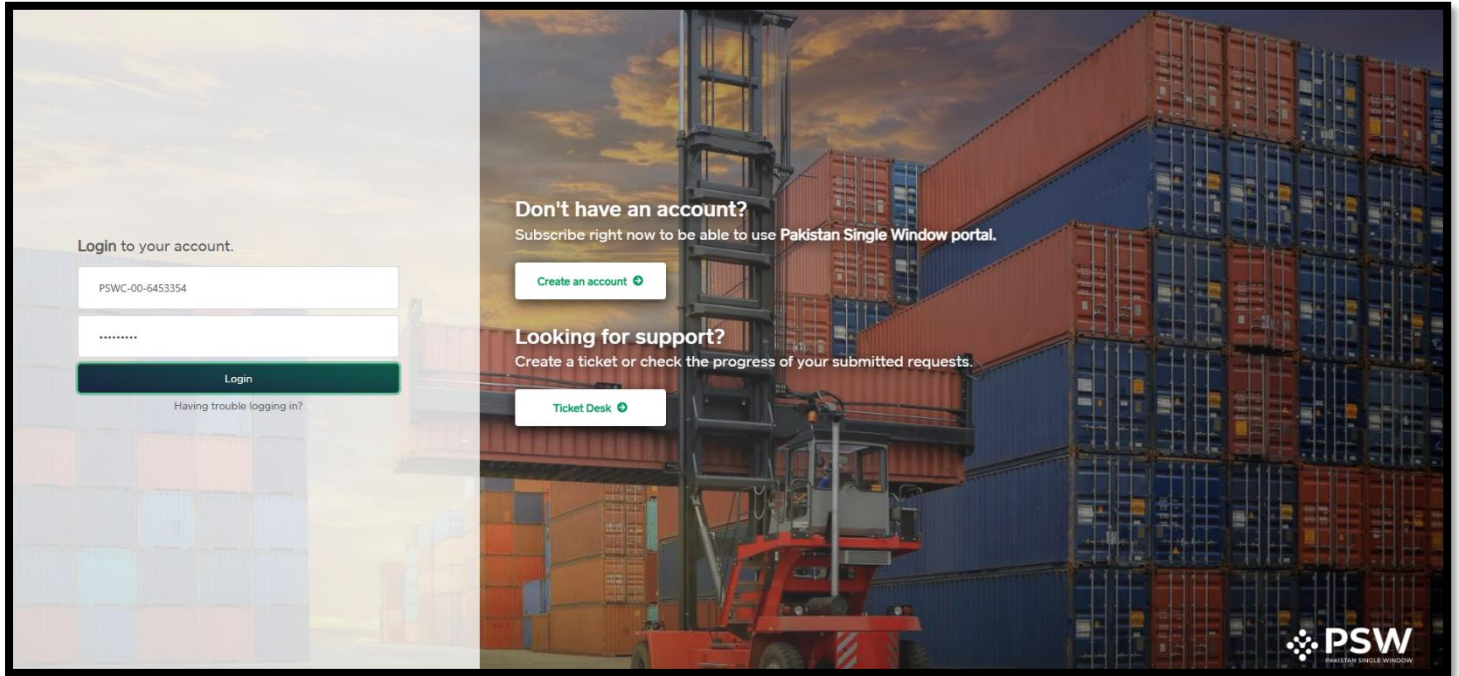 Login to your account.
PSWC-00-6453354
•••••••••
Login
Having trouble logging in?
Don't have an account?
Subscribe right now to be able to use Pakistan Single Window portal.
Create an account
Looking for support?
Create a ticket or check the progress of your submitted requests.
Ticket Desk
PSW
PAKISTAN SINGLE WINDOW